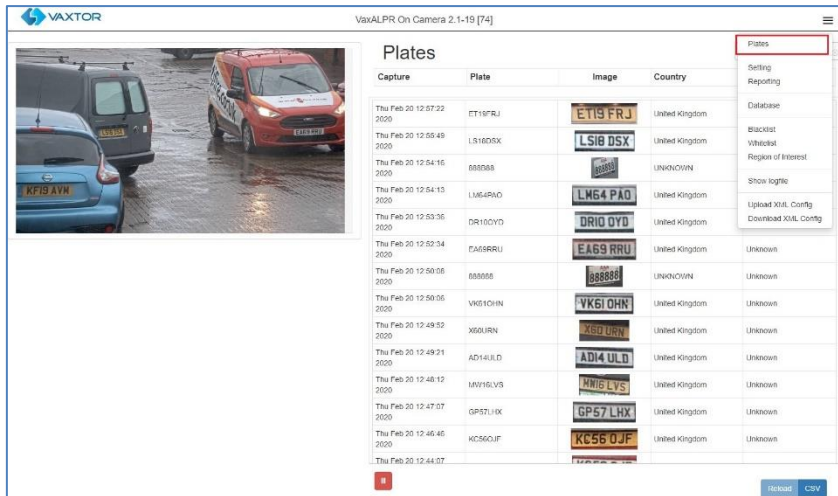 VAXTOR
VaxALPR On Camera 2.1-19 [74]
KF19 AVM
EA69 RRU
Plates
Capture Plate Image Country
Thu Feb 20 12:57:22 2020 ET19FRJ ET19 FRJ United Kingdom
Thu Feb 20 12:55:49 2020 LS18DSX LS18 DSX United Kingdom
Thu Feb 20 12:54:16 2020 888B88 UNKNOWN
Thu Feb 20 12:54:13 2020 LM64PAO LM64 PAO United Kingdom
Thu Feb 20 12:53:36 2020 DR10OYD DR10 OYD United Kingdom
Thu Feb 20 12:52:34 2020 EA69RRU EA69 RRU United Kingdom Unknown
Thu Feb 20 12:50:08 2020 888888 888888 UNKNOWN Unknown
Thu Feb 20 12:50:06 2020 VK61OHN VK61 OHN United Kingdom Unknown
Thu Feb 20 12:49:52 2020 X60URN X60 URN United Kingdom Unknown
Thu Feb 20 12:49:21 2020 AD14ULD AD14 ULD United Kingdom Unknown
Thu Feb 20 12:48:12 2020 MW16LVS MW16 LVS United Kingdom Unknown
Thu Feb 20 12:47:07 2020 GP57LHX GP57 LHX United Kingdom Unknown
Thu Feb 20 12:46:46 2020 KC56OJF KC56 OJF United Kingdom Unknown
Thu Feb 20 12:44:07
Plates
Setting
Reporting
Database
Blacklist
Whitelist
Region of Interest
Show logfile
Upload XML Config
Download XML Config
Reload CSV